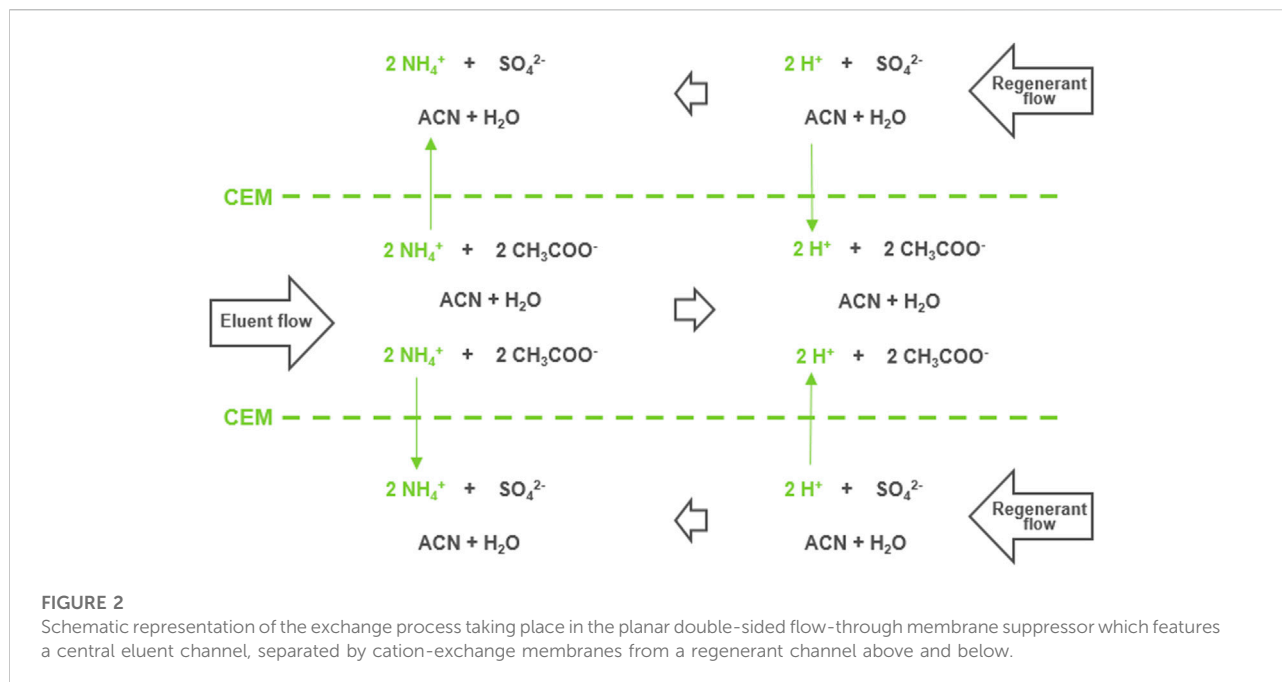 2 NH₄⁺ + SO₄²⁻ 2 H⁺ + SO₄²⁻ Regenerant
flow
ACN + H₂O ACN + H₂O
CEM
2 NH₄⁺ + 2 CH₃COO⁻ 2 H⁺ + 2 CH₃COO⁻
ACN + H₂O ACN + H₂O
Eluent flow
2 NH₄⁺ + 2 CH₃COO⁻ 2 H⁺ + 2 CH₃COO⁻
CEM
2 NH₄⁺ + SO₄²⁻ 2 H⁺ + SO₄²⁻ Regenerant
flow
ACN + H₂O ACN + H₂O
FIGURE 2
Schematic representation of the exchange process taking place in the planar double-sided flow-through membrane suppressor which features
a central eluent channel, separated by cation-exchange membranes from a regenerant channel above and below.